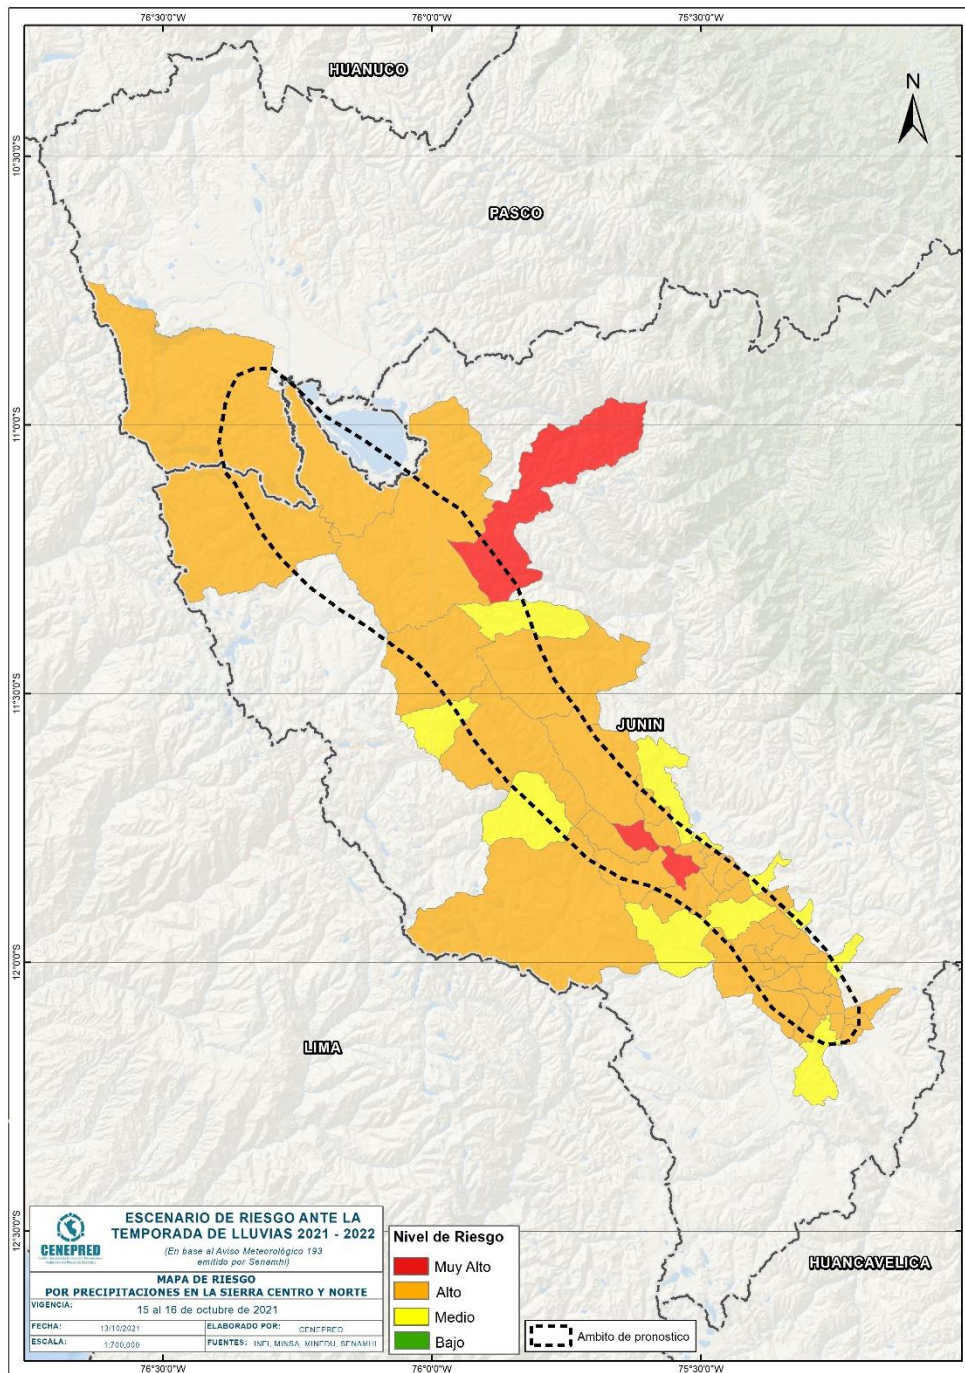 76°30'0"W 76°0'0"W 75°30'0"W
HUANUCO
N
10°30'0"S
PASCO
11°0'0"S
11°30'0"S
JUNIN
12°0'0"S
LIMA
12°30'0"S
HUANCAVELICA
CENEPRED
ESCENARIO DE RIESGO ANTE LA
TEMPORADA DE LLUVIAS 2021 - 2022
(En base al Aviso Meteorológico 193
emitido por Senamhi)
MAPA DE RIESGO
POR PRECIPITACIONES EN LA SIERRA CENTRO Y NORTE
VIGENCIA: 15 al 16 de octubre de 2021
FECHA: 13/10/2021 ELABORADO POR: CENEPRED
ESCALA: 1:700,000 FUENTES: INEI, MINSA, MINEDU, SENAMHI
Nivel de Riesgo
Muy Alto
Alto
Medio
Bajo
Ambito de pronostico
76°30'0"W 76°0'0"W 75°30'0"W